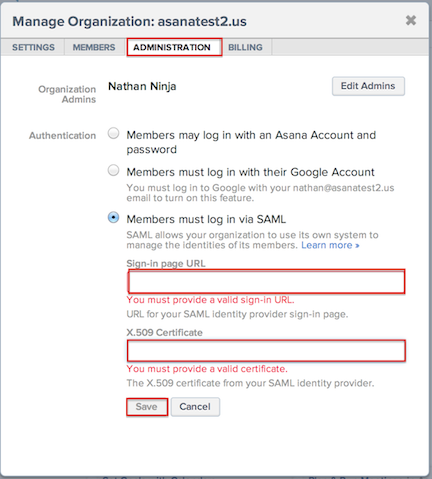 Manage Organization: asanatest2.us
SETTINGS MEMBERS ADMINISTRATION BILLING
Organization Admins Nathan Ninja Edit Admins
Authentication Members may log in with an Asana Account and
password
Members must log in with their Google Account
You must log in to Google with your nathan@asanatest2.us
email to turn on this feature.
Members must log in via SAML
SAML allows your organization to use its own system to
manage the identities of its members. Learn more »
Sign-in page URL
You must provide a valid sign-in URL.
URL for your SAML identity provider sign-in page.
X.509 Certificate
You must provide a valid certificate.
The X.509 certificate from your SAML identity provider.
Save Cancel